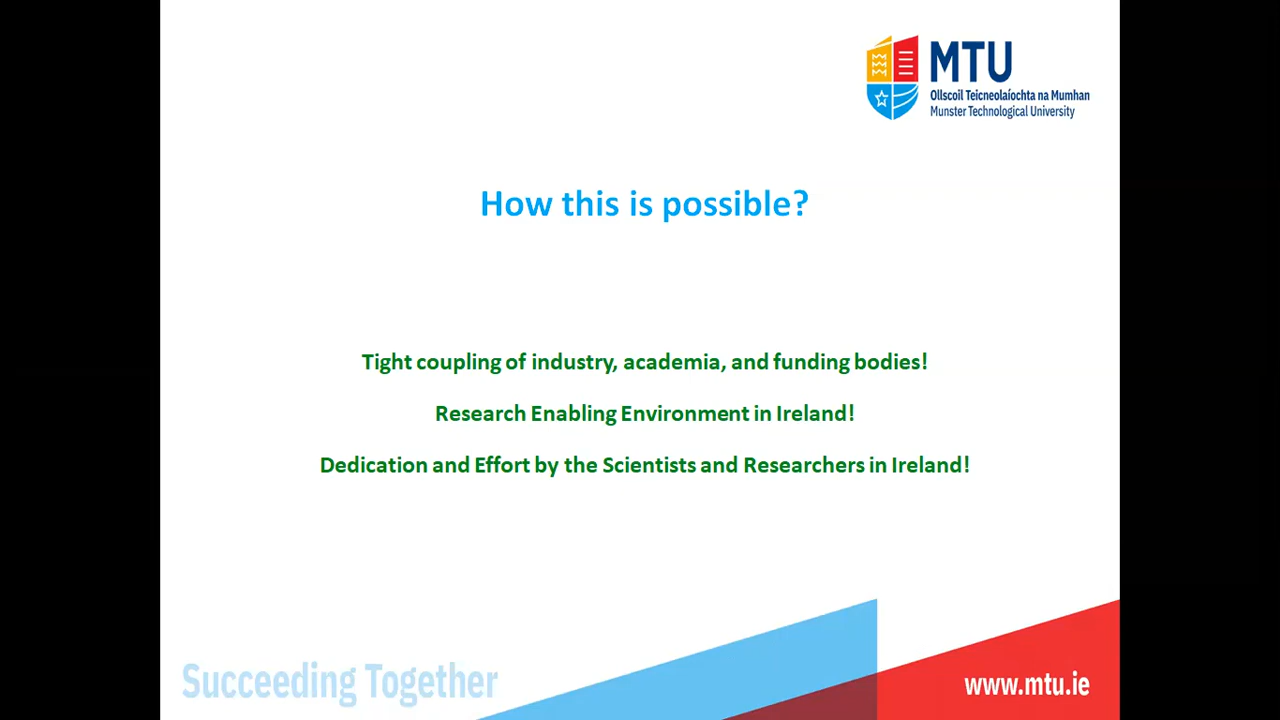 MTU
Ollscoil Teicneolaíochta na Mumhan
Munster Technological University
How this is possible?
Tight coupling of industry, academia, and funding bodies!
Research Enabling Environment in Ireland!
Dedication and Effort by the Scientists and Researchers in Ireland!
Succeeding Together
www.mtu.ie